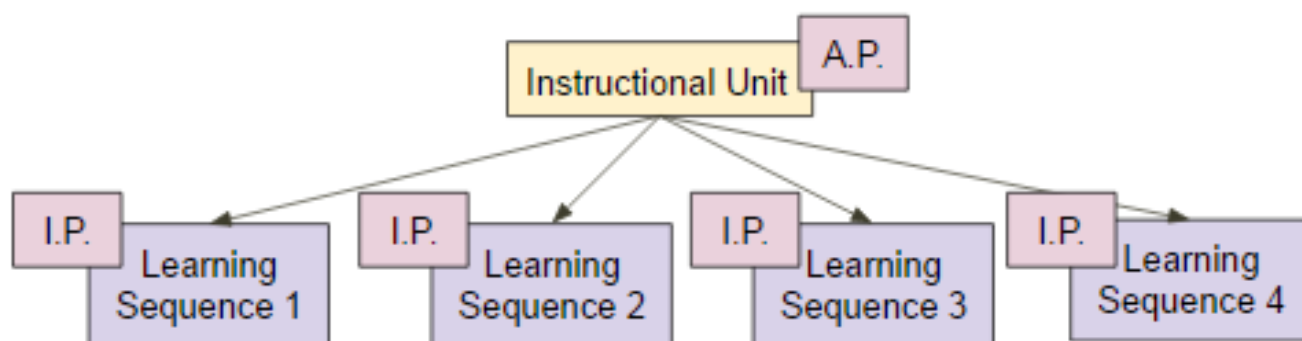 A.P.
Instructional Unit
I.P.
Learning
Sequence 1
I.P.
Learning
Sequence 2
I.P.
Learning
Sequence 3
I.P.
Learning
Sequence 4